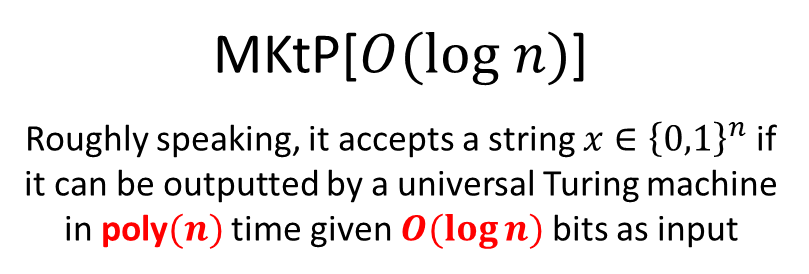 MKtP[O(log n)]
Roughly speaking, it accepts a string x ∈ {0,1}ⁿ if
it can be outputted by a universal Turing machine
in poly(n) time given O(log n) bits as input